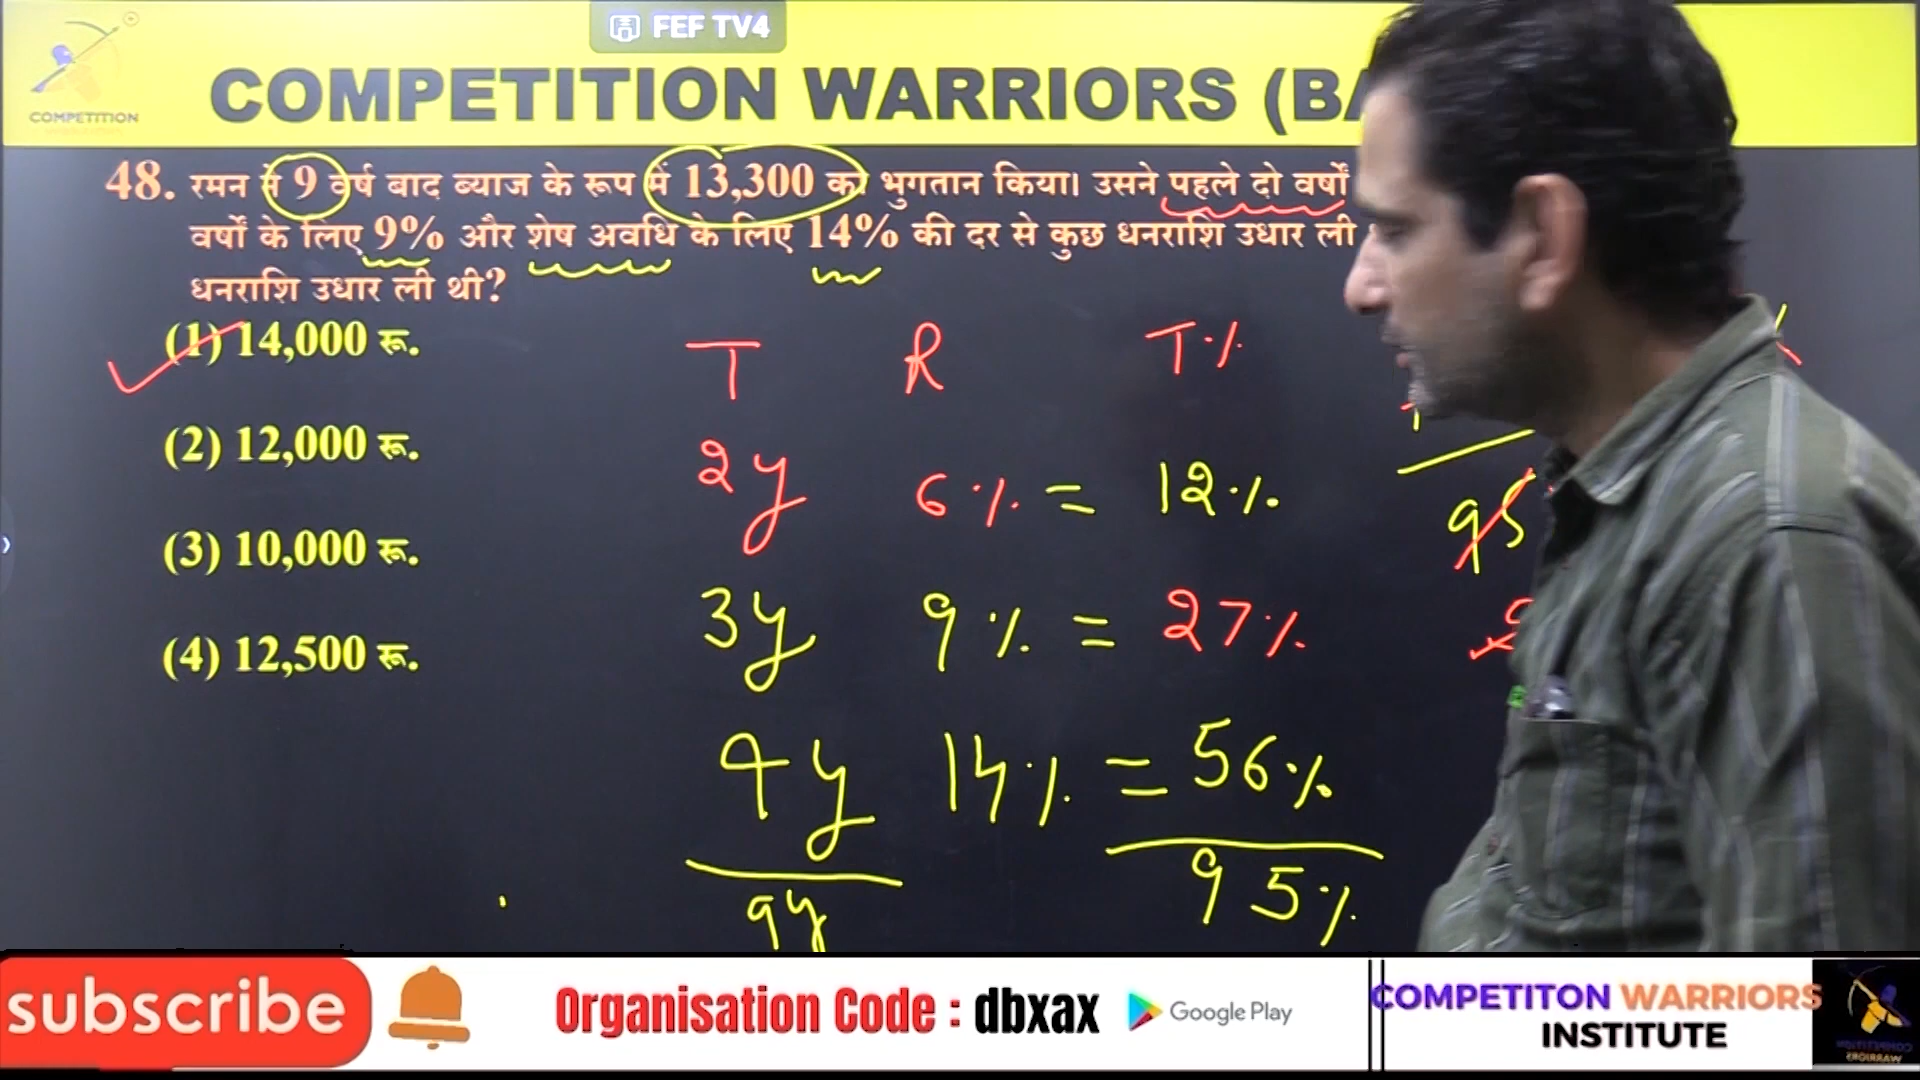 FEF TV4
COMPETITION
COMPETITION WARRIORS (BA
48. रमन ने 9 वर्ष बाद ब्याज के रूप में 13,300 का भुगतान किया। उसने पहले दो वर्षों
वर्षों के लिए 9% और शेष अवधि के लिए 14% की दर से कुछ धनराशि उधार ली
धनराशि उधार ली थी?
(1) 14,000 रू.
(2) 12,000 रू.
(3) 10,000 रू.
(4) 12,500 रू.
T R T%
2y 6% = 12%
3y 9% = 27%
4y 14% = 56%
9y 95%
95
subscribe
Organisation Code : dbxax
Google Play
COMPETITON WARRIORS
INSTITUTE